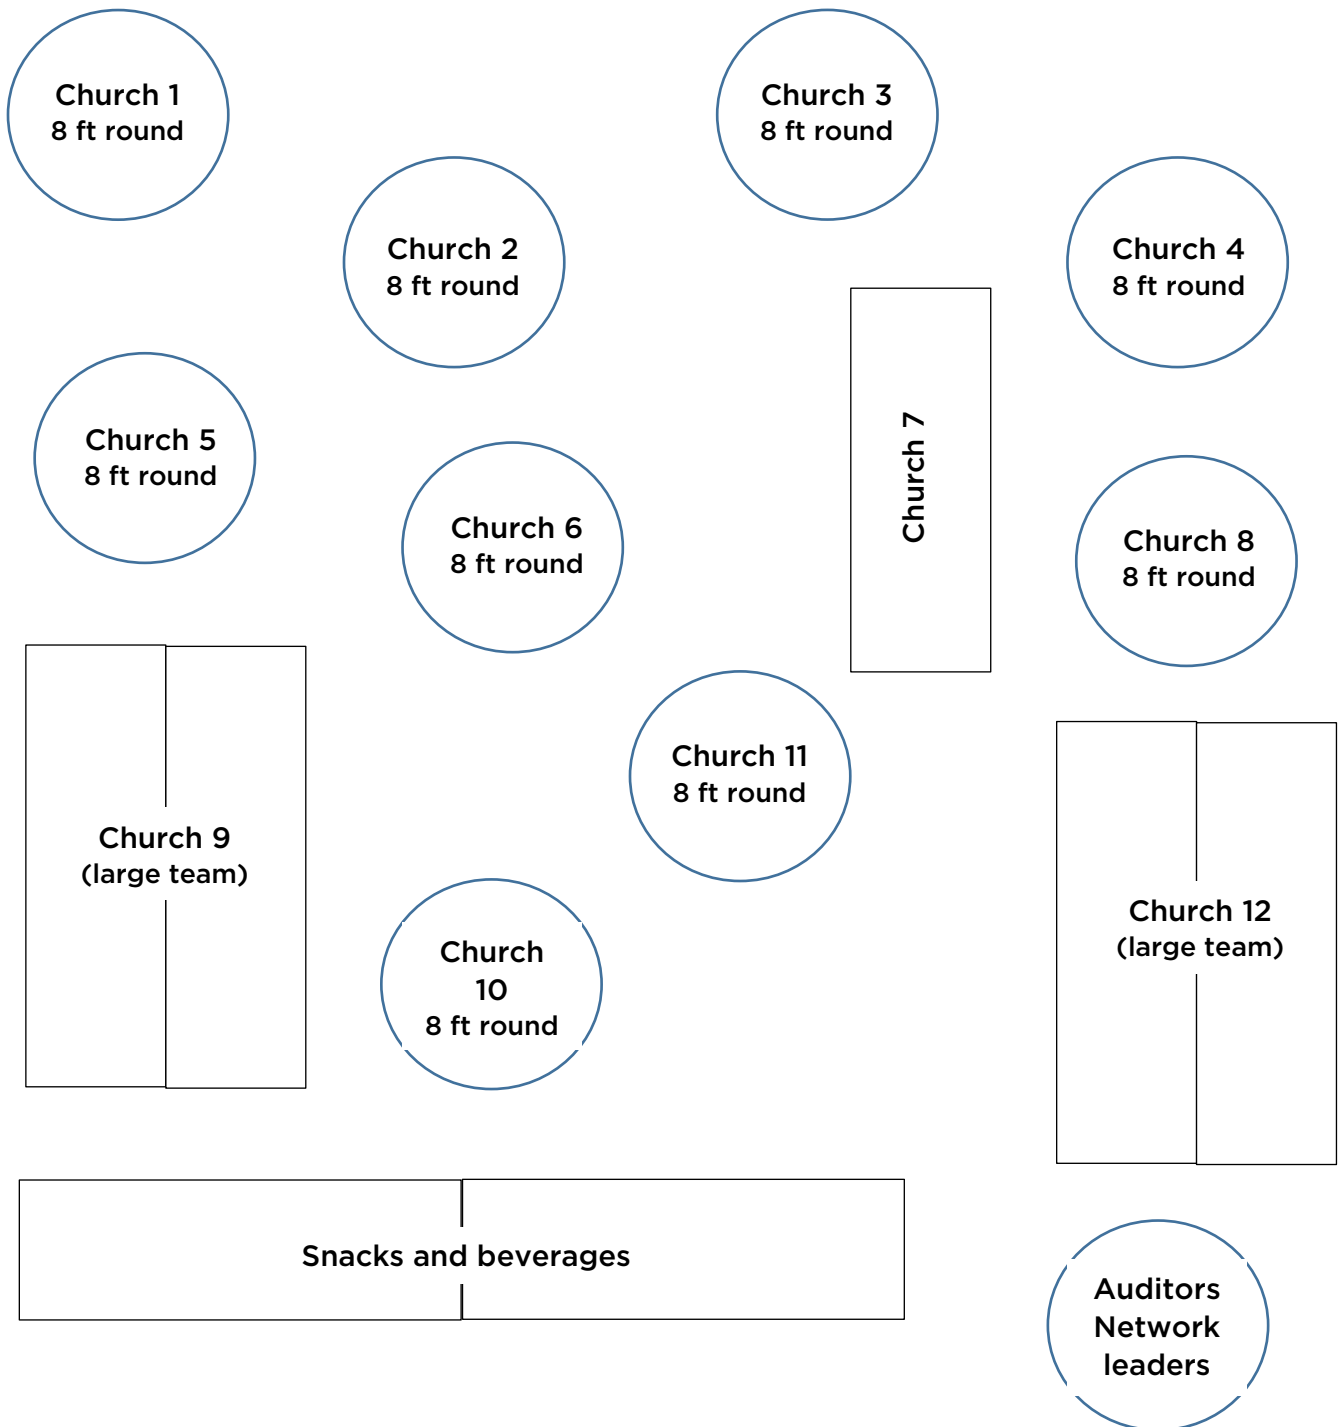 Church 1
8 ft round
Church 3
8 ft round
Church 2
8 ft round
Church 4
8 ft round
Church 5
8 ft round
Church 6
8 ft round
Church 7
Church 8
8 ft round
Church 9
(large team)
Church 11
8 ft round
Church
10
8 ft round
Church 12
(large team)
Snacks and beverages
Auditors
Network
leaders